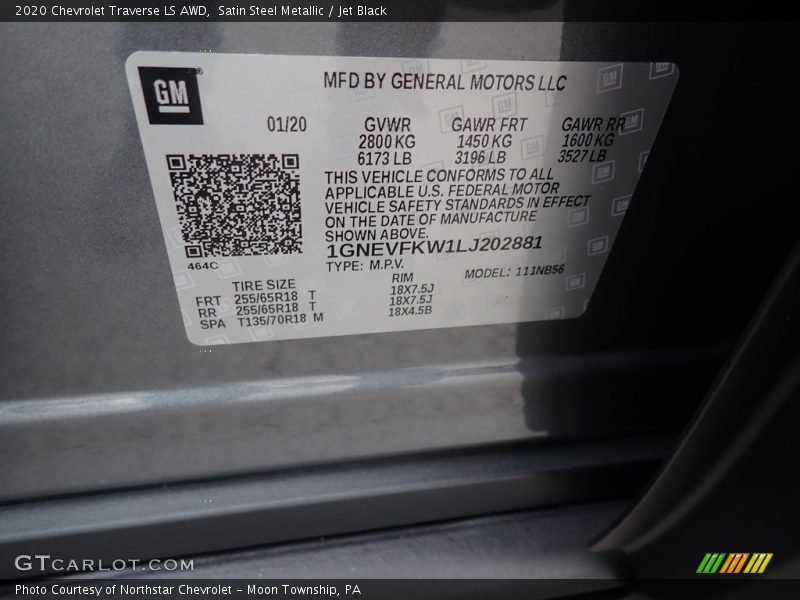 2020 Chevrolet Traverse LS AWD, Satin Steel Metallic / Jet Black
GM
MFD BY GENERAL MOTORS LLC
01/20 GVWR GAWR FRT GAWR RR
2800 KG 1450 KG 1600 KG
6173 LB 3196 LB 3527 LB
THIS VEHICLE CONFORMS TO ALL
APPLICABLE U.S. FEDERAL MOTOR
VEHICLE SAFETY STANDARDS IN EFFECT
ON THE DATE OF MANUFACTURE
SHOWN ABOVE.
1GNEVFKW1LJ202881
TYPE: M.P.V. MODEL: 111NB56
464C
TIRE SIZE RIM
FRT 255/65R18 T 18X7.5J
RR 255/65R18 T 18X7.5J
SPA T135/70R18 M 18X4.5B
GTCARLOT.COM
Photo Courtesy of Northstar Chevrolet - Moon Township, PA